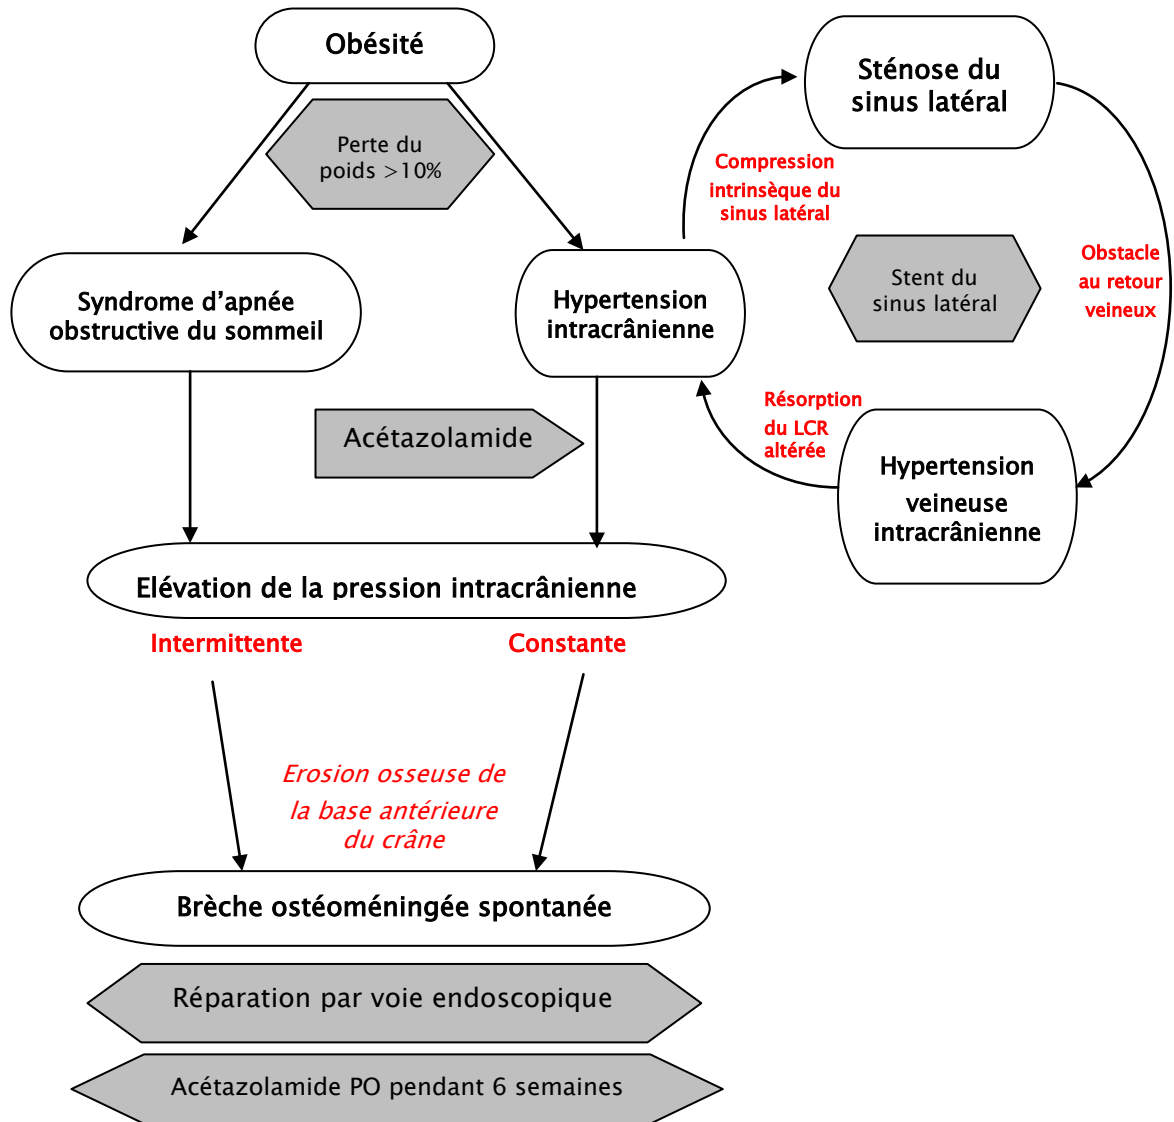 Obésité
Perte du
poids >10%
Sténose du
sinus latéral
Compression
intrinsèque du
sinus latéral
Stent du
sinus latéral
Obstacle
au retour
veineux
Syndrome d’apnée
obstructive du sommeil
Hypertension
intracrânienne
Acétazolamide
Résorption
du LCR
altérée
Hypertension
veineuse
intracrânienne
Elévation de la pression intracrânienne
Intermittente
Constante
Erosion osseuse de
la base antérieure
du crâne
Brèche ostéoméningée spontanée
Réparation par voie endoscopique
Acétazolamide PO pendant 6 semaines